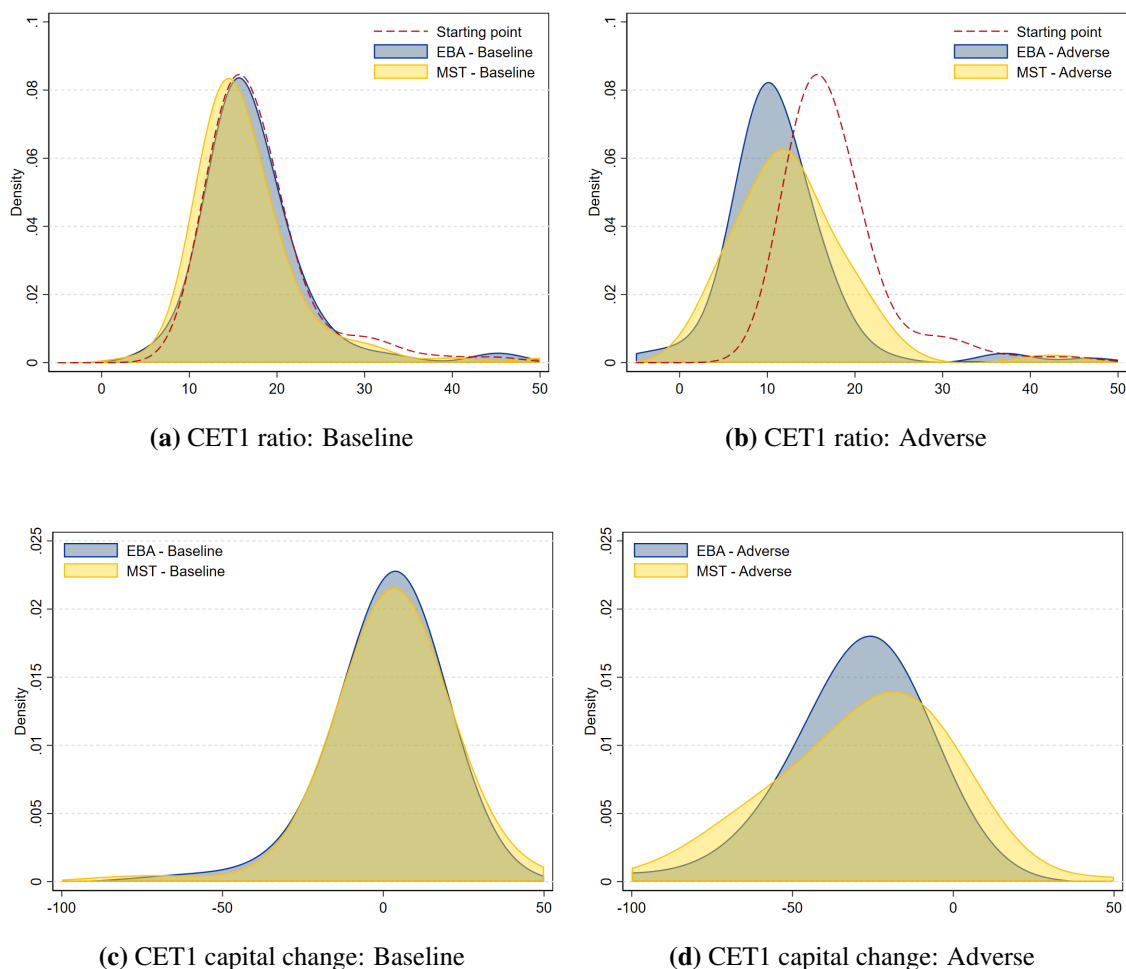 Starting point
EBA - Baseline
MST - Baseline
Density
.1
.08
.06
.04
.02
0
0 10 20 30 40 50
(a) CET1 ratio: Baseline
Starting point
EBA - Adverse
MST - Adverse
Density
.1
.08
.06
.04
.02
0
0 10 20 30 40 50
(b) CET1 ratio: Adverse
EBA - Baseline
MST - Baseline
Density
.025
.02
.015
.01
.005
0
-100 -50 0 50
(c) CET1 capital change: Baseline
EBA - Adverse
MST - Adverse
Density
.025
.02
.015
.01
.005
0
-100 -50 0 50
(d) CET1 capital change: Adverse